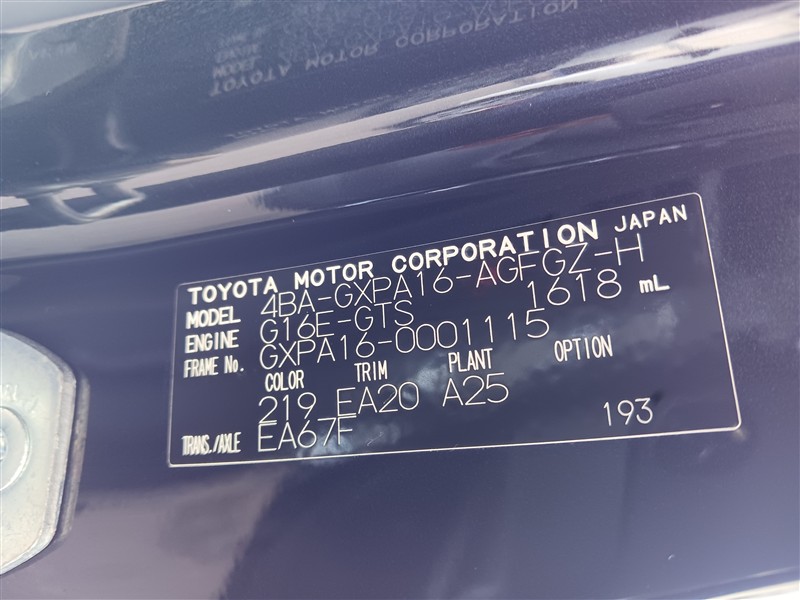 TOYOTA MOTOR CORPORATION JAPAN
MODEL 4BA-GXPA16-AGFGZ-H
ENGINE G16E-GTS 1618 mL
FRAME No. GXPA16-0001115
COLOR TRIM PLANT OPTION
219 EA20 A25
TRANS./AXLE EA67F 193